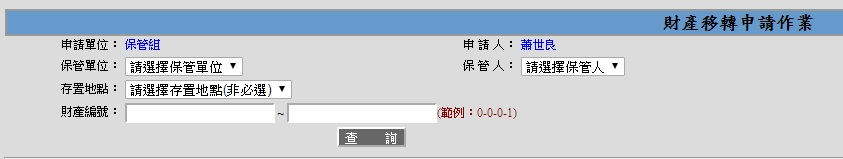 財產移轉申請作業
申請單位：保管組 申 請 人：蕭世良
保管單位：請選擇保管單位 保 管 人：請選擇保管人
存置地點：請選擇存置地點(非必選)
財產編號： ~ (範例：0-0-0-1)
查 詢